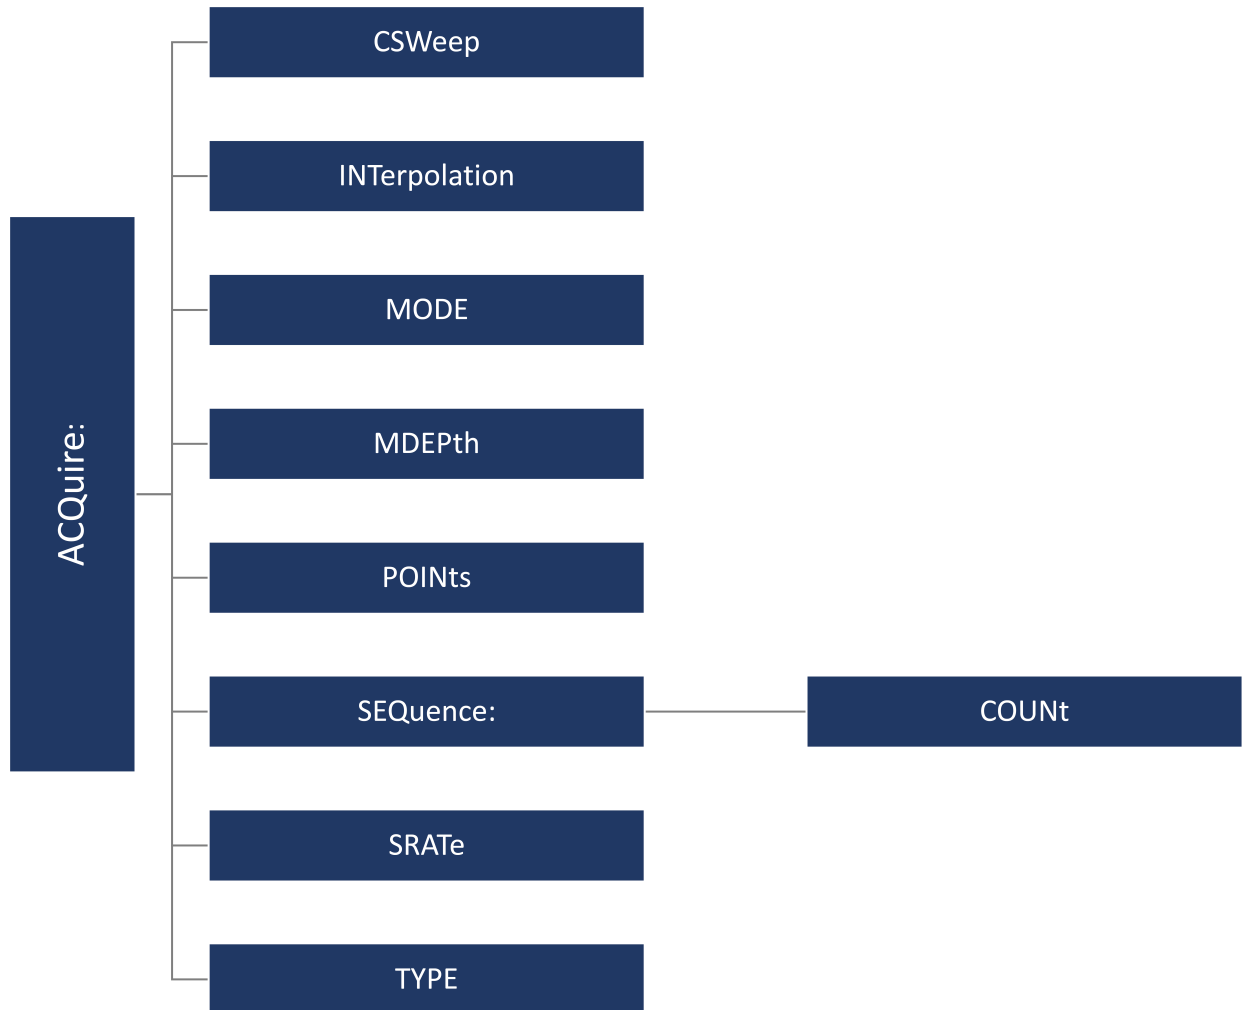 CSWeep
INTerpolation
MODE
MDEPth
ACQuire:
POINts
SEQuence:
COUNt
SRATe
TYPE